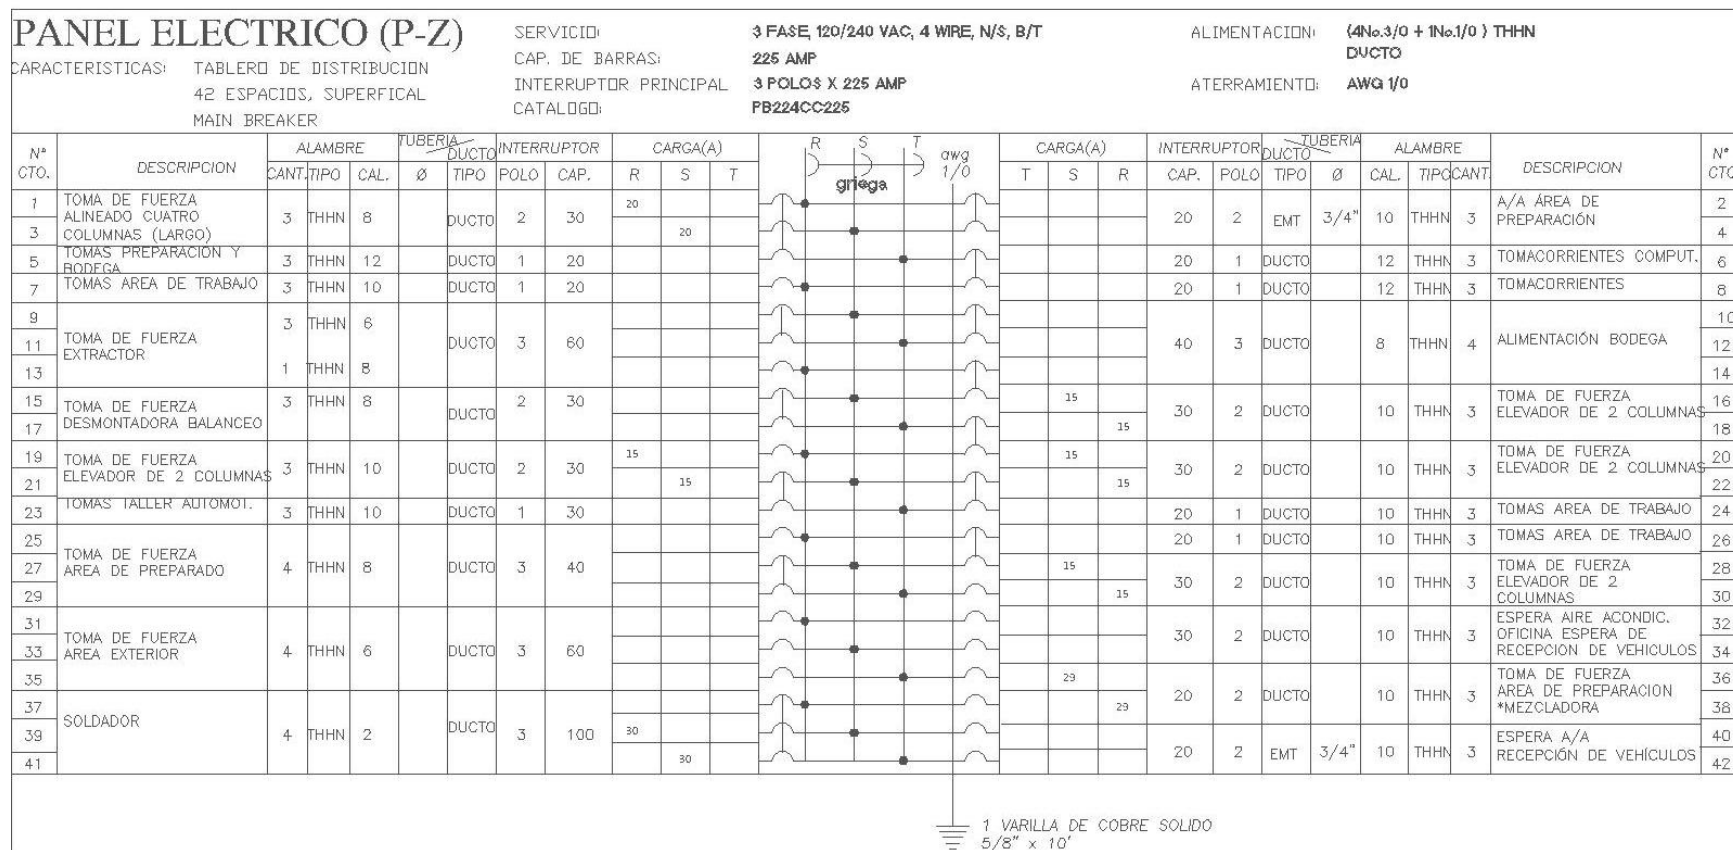 PANEL ELECTRICO (P-Z)
CARACTERISTICAS: TABLERO DE DISTRIBUCION
42 ESPACIOS, SUPERFICAL
MAIN BREAKER
SERVICIO: 3 FASE, 120/240 VAC, 4 WIRE, N/S, B/T
CAP. DE BARRAS: 225 AMP
INTERRUPTOR PRINCIPAL 3 POLOS X 225 AMP
CATALOGO: PB224CC225
ALIMENTACION: (4No.3/0 + 1No.1/0 ) THHN
DUCTO
ATERRAMIENTO: AWG 1/0
N° CTO. DESCRIPCION ALAMBRE TUBERIA DUCTO INTERRUPTOR CARGA(A) R S T awg 1/0 CARGA(A) INTERRUPTOR DUCTO TUBERIA ALAMBRE DESCRIPCION N° CTO
CANT. TIPO CAL. Ø TIPO POLO CAP. R S T griega T S R CAP. POLO TIPO Ø CAL. TIPO CANT.
1 TOMA DE FUERZA 20 A/A ÁREA DE 2
ALINEADO CUATRO 3 THHN 8 DUCTO 2 30 20 2 EMT 3/4" 10 THHN 3 PREPARACIÓN
3 COLUMNAS (LARGO) 20 4
TOMAS PREPARACION Y
5 BODEGA 3 THHN 12 DUCTO 1 20 20 1 DUCTO 12 THHN 3 TOMACORRIENTES COMPUT. 6
7 TOMAS AREA DE TRABAJO 3 THHN 10 DUCTO 1 20 20 1 DUCTO 12 THHN 3 TOMACORRIENTES 8
9 3 THHN 6 10
11 TOMA DE FUERZA DUCTO 3 60 40 3 DUCTO 8 THHN 4 ALIMENTACIÓN BODEGA 12
EXTRACTOR
13 1 THHN 8 14
15 TOMA DE FUERZA 3 THHN 8 DUCTO 2 30 15 30 2 DUCTO 10 THHN 3 TOMA DE FUERZA 16
17 DESMONTADORA BALANCEO 15 ELEVADOR DE 2 COLUMNAS 18
19 TOMA DE FUERZA 15 15 TOMA DE FUERZA 20
ELEVADOR DE 2 COLUMNAS 3 THHN 10 DUCTO 2 30 30 2 DUCTO 10 THHN 3 ELEVADOR DE 2 COLUMNAS
21 15 15 22
23 TOMAS TALLER AUTOMOT. 3 THHN 10 DUCTO 1 30 20 1 DUCTO 10 THHN 3 TOMAS AREA DE TRABAJO 24
25 20 1 DUCTO 10 THHN 3 TOMAS AREA DE TRABAJO 26
27 TOMA DE FUERZA 15 TOMA DE FUERZA 28
AREA DE PREPARADO 4 THHN 8 DUCTO 3 40 30 2 DUCTO 10 THHN 3 ELEVADOR DE 2
29 15 COLUMNAS 30
31 ESPERA AIRE ACONDIC. 32
TOMA DE FUERZA 30 2 DUCTO 10 THHN 3 OFICINA ESPERA DE
33 AREA EXTERIOR 4 THHN 6 DUCTO 3 60 RECEPCION DE VEHICULOS 34
35 29 TOMA DE FUERZA 36
20 2 DUCTO 10 THHN 3 AREA DE PREPARACION
37 29 *MEZCLADORA 38
39 SOLDADOR 4 THHN 2 DUCTO 3 100 30 ESPERA A/A 40
20 2 EMT 3/4" 10 THHN 3 RECEPCIÓN DE VEHÍCULOS
41 30 42
1 VARILLA DE COBRE SOLIDO
5/8" x 10'